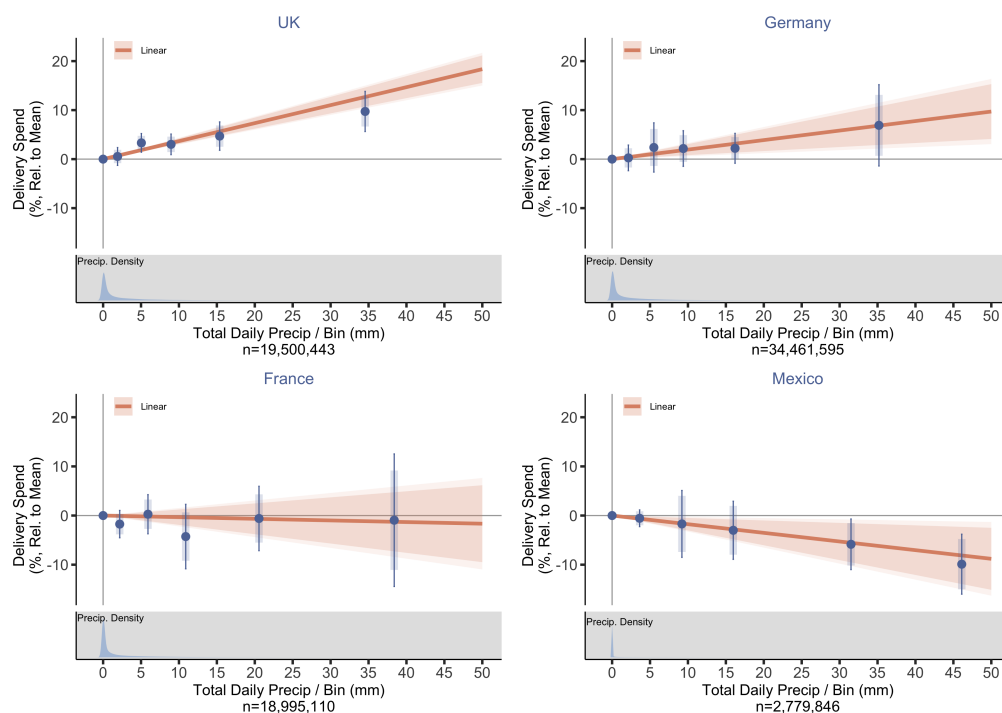 UK
Linear
20
10
0
-10
Delivery Spend
(%, Rel. to Mean)
Precip. Density
0 5 10 15 20 25 30 35 40 45 50
Total Daily Precip / Bin (mm)
n=19,500,443
Germany
Linear
20
10
0
-10
Delivery Spend
(%, Rel. to Mean)
Precip. Density
0 5 10 15 20 25 30 35 40 45 50
Total Daily Precip / Bin (mm)
n=34,461,595
France
Linear
20
10
0
-10
Delivery Spend
(%, Rel. to Mean)
Precip. Density
0 5 10 15 20 25 30 35 40 45 50
Total Daily Precip / Bin (mm)
n=18,995,110
Mexico
Linear
20
10
0
-10
Delivery Spend
(%, Rel. to Mean)
Precip. Density
0 5 10 15 20 25 30 35 40 45 50
Total Daily Precip / Bin (mm)
n=2,779,846